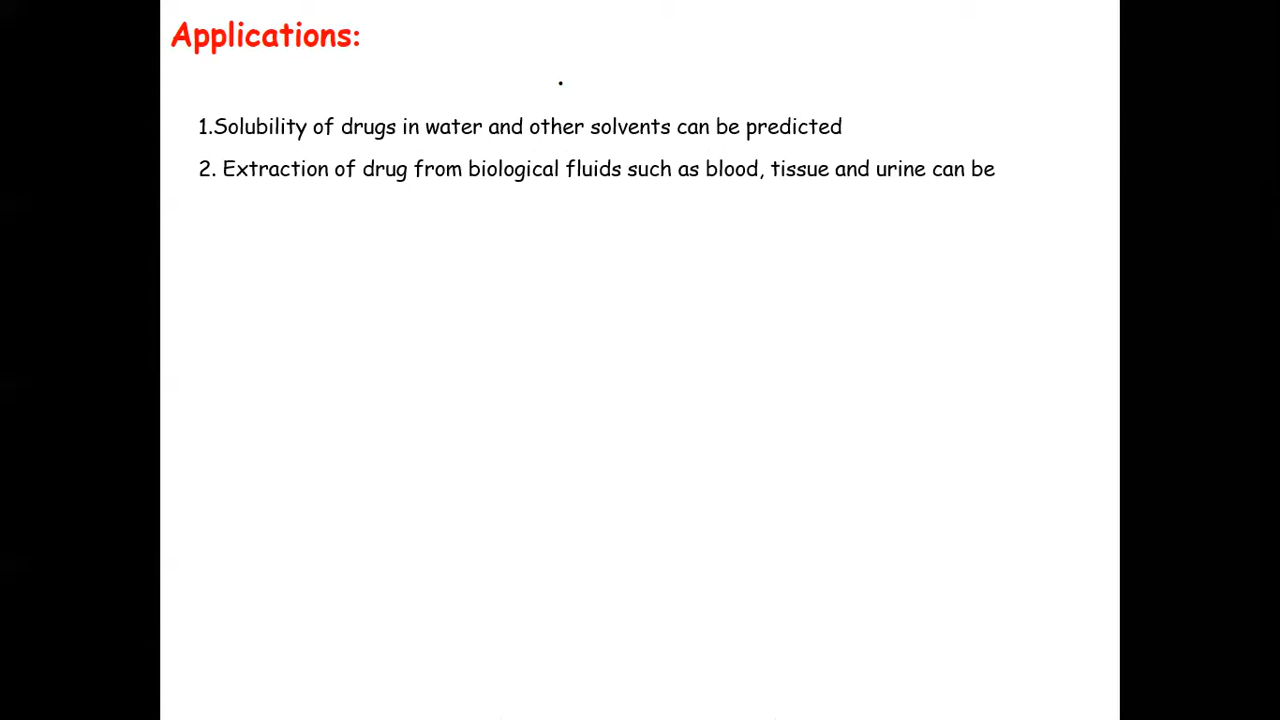 Applications:
1.Solubility of drugs in water and other solvents can be predicted
2. Extraction of drug from biological fluids such as blood, tissue and urine can be